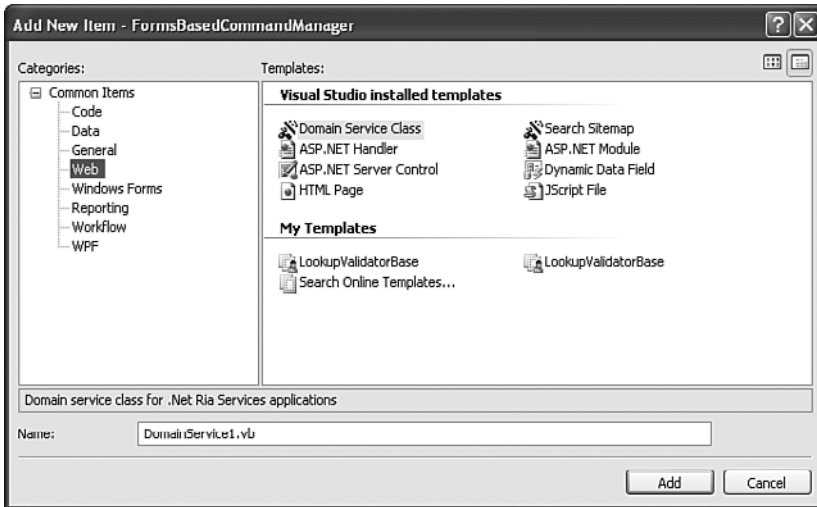 Add New Item - FormsBasedCommandManager
Categories:
Templates:
Common Items
Code
Data
General
Web
Windows Forms
Reporting
Workflow
WPF
Visual Studio installed templates
Domain Service Class
Search Sitemap
ASP.NET Handler
ASP.NET Module
ASP.NET Server Control
Dynamic Data Field
HTML Page
JScript File
My Templates
LookupValidatorBase
LookupValidatorBase
Search Online Templates...
Domain service class for .Net Ria Services applications
Name:
DomainService1.vb
Add
Cancel